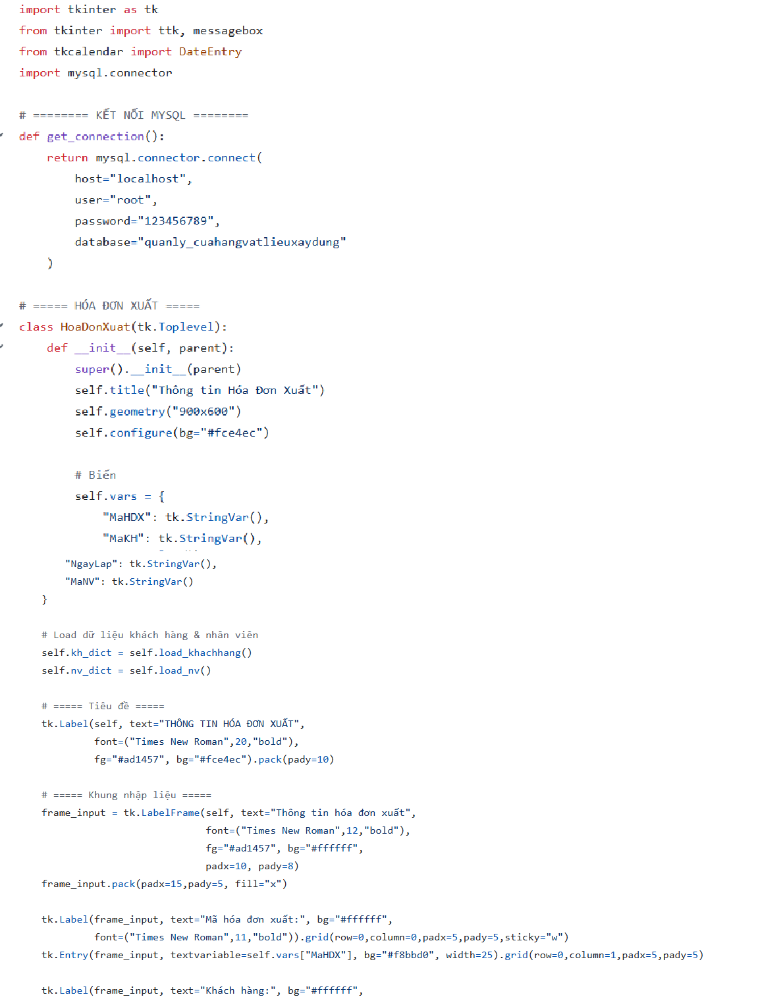 import tkinter as tk
from tkinter import ttk, messagebox
from tkcalendar import DateEntry
import mysql.connector
# ======== KẾT NỐI MYSQL ========
def get_connection():
    return mysql.connector.connect(
        host="localhost",
        user="root",
        password="123456789",
        database="quanly_cuahangvatlieuxaydung"
    )
# ===== HÓA ĐƠN XUẤT =====
class HoaDonXuat(tk.Toplevel):
    def __init__(self, parent):
        super().__init__(parent)
        self.title("Thông tin Hóa Đơn Xuất")
        self.geometry("900x600")
        self.configure(bg="#fce4ec")
        # Biến
        self.vars = {
            "MaHDX": tk.StringVar(),
            "MaKH": tk.StringVar(),
            "NgayLap": tk.StringVar(),
            "MaNV": tk.StringVar()
        }
        # Load dữ liệu khách hàng & nhân viên
        self.kh_dict = self.load_khachhang()
        self.nv_dict = self.load_nv()
        # ===== Tiêu đề =====
        tk.Label(self, text="THÔNG TIN HÓA ĐƠN XUẤT",
                 font=("Times New Roman",20,"bold"),
                 fg="#ad1457", bg="#fce4ec").pack(pady=10)
        # ===== Khung nhập liệu =====
        frame_input = tk.LabelFrame(self, text="Thông tin hóa đơn xuất",
                                    font=("Times New Roman",12,"bold"),
                                    fg="#ad1457", bg="#ffffff",
                                    padx=10, pady=8)
        frame_input.pack(padx=15,pady=5, fill="x")
        tk.Label(frame_input, text="Mã hóa đơn xuất:", bg="#ffffff",
                 font=("Times New Roman",11,"bold")).grid(row=0,column=0,padx=5,pady=5,sticky="w")
        tk.Entry(frame_input, textvariable=self.vars["MaHDX"], bg="#f8bbd0", width=25).grid(row=0,column=1,padx=5,pady=5)
        tk.Label(frame_input, text="Khách hàng:", bg="#ffffff",